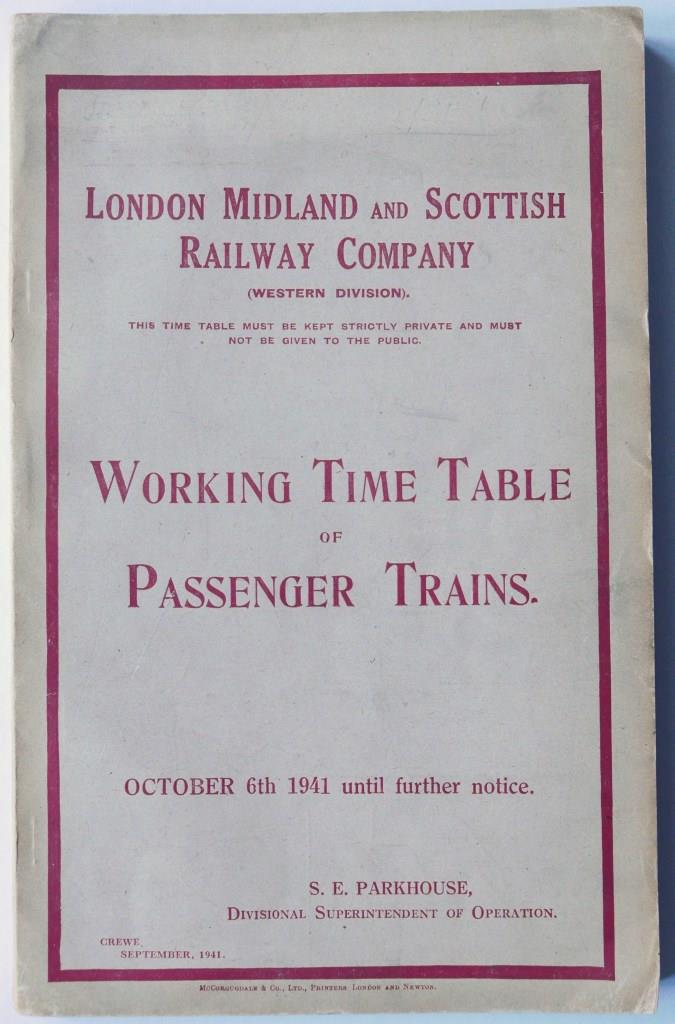 LONDON MIDLAND AND SCOTTISH
RAILWAY COMPANY
(WESTERN DIVISION).
THIS TIME TABLE MUST BE KEPT STRICTLY PRIVATE AND MUST
NOT BE GIVEN TO THE PUBLIC.
WORKING TIME TABLE
OF
PASSENGER TRAINS.
OCTOBER 6th 1941 until further notice.
S. E. PARKHOUSE,
DIVISIONAL SUPERINTENDENT OF OPERATION.
CREWE,
SEPTEMBER, 1941.
McCORQUODALE & CO., LTD., PRINTERS LONDON AND NEWTON.